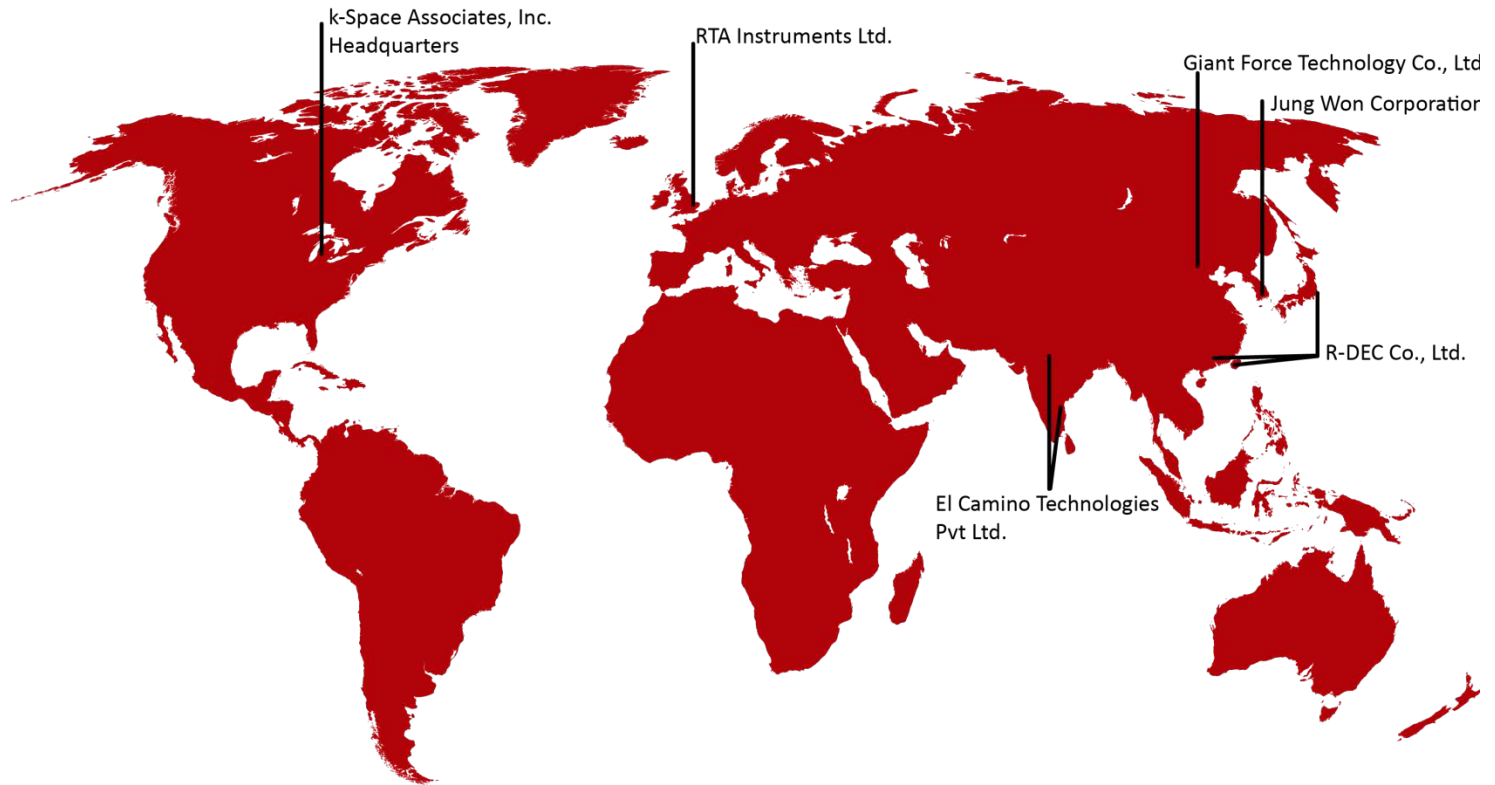 k-Space Associates, Inc.
Headquarters
RTA Instruments Ltd.
Giant Force Technology Co., Ltd
Jung Won Corporation
R-DEC Co., Ltd.
El Camino Technologies
Pvt Ltd.